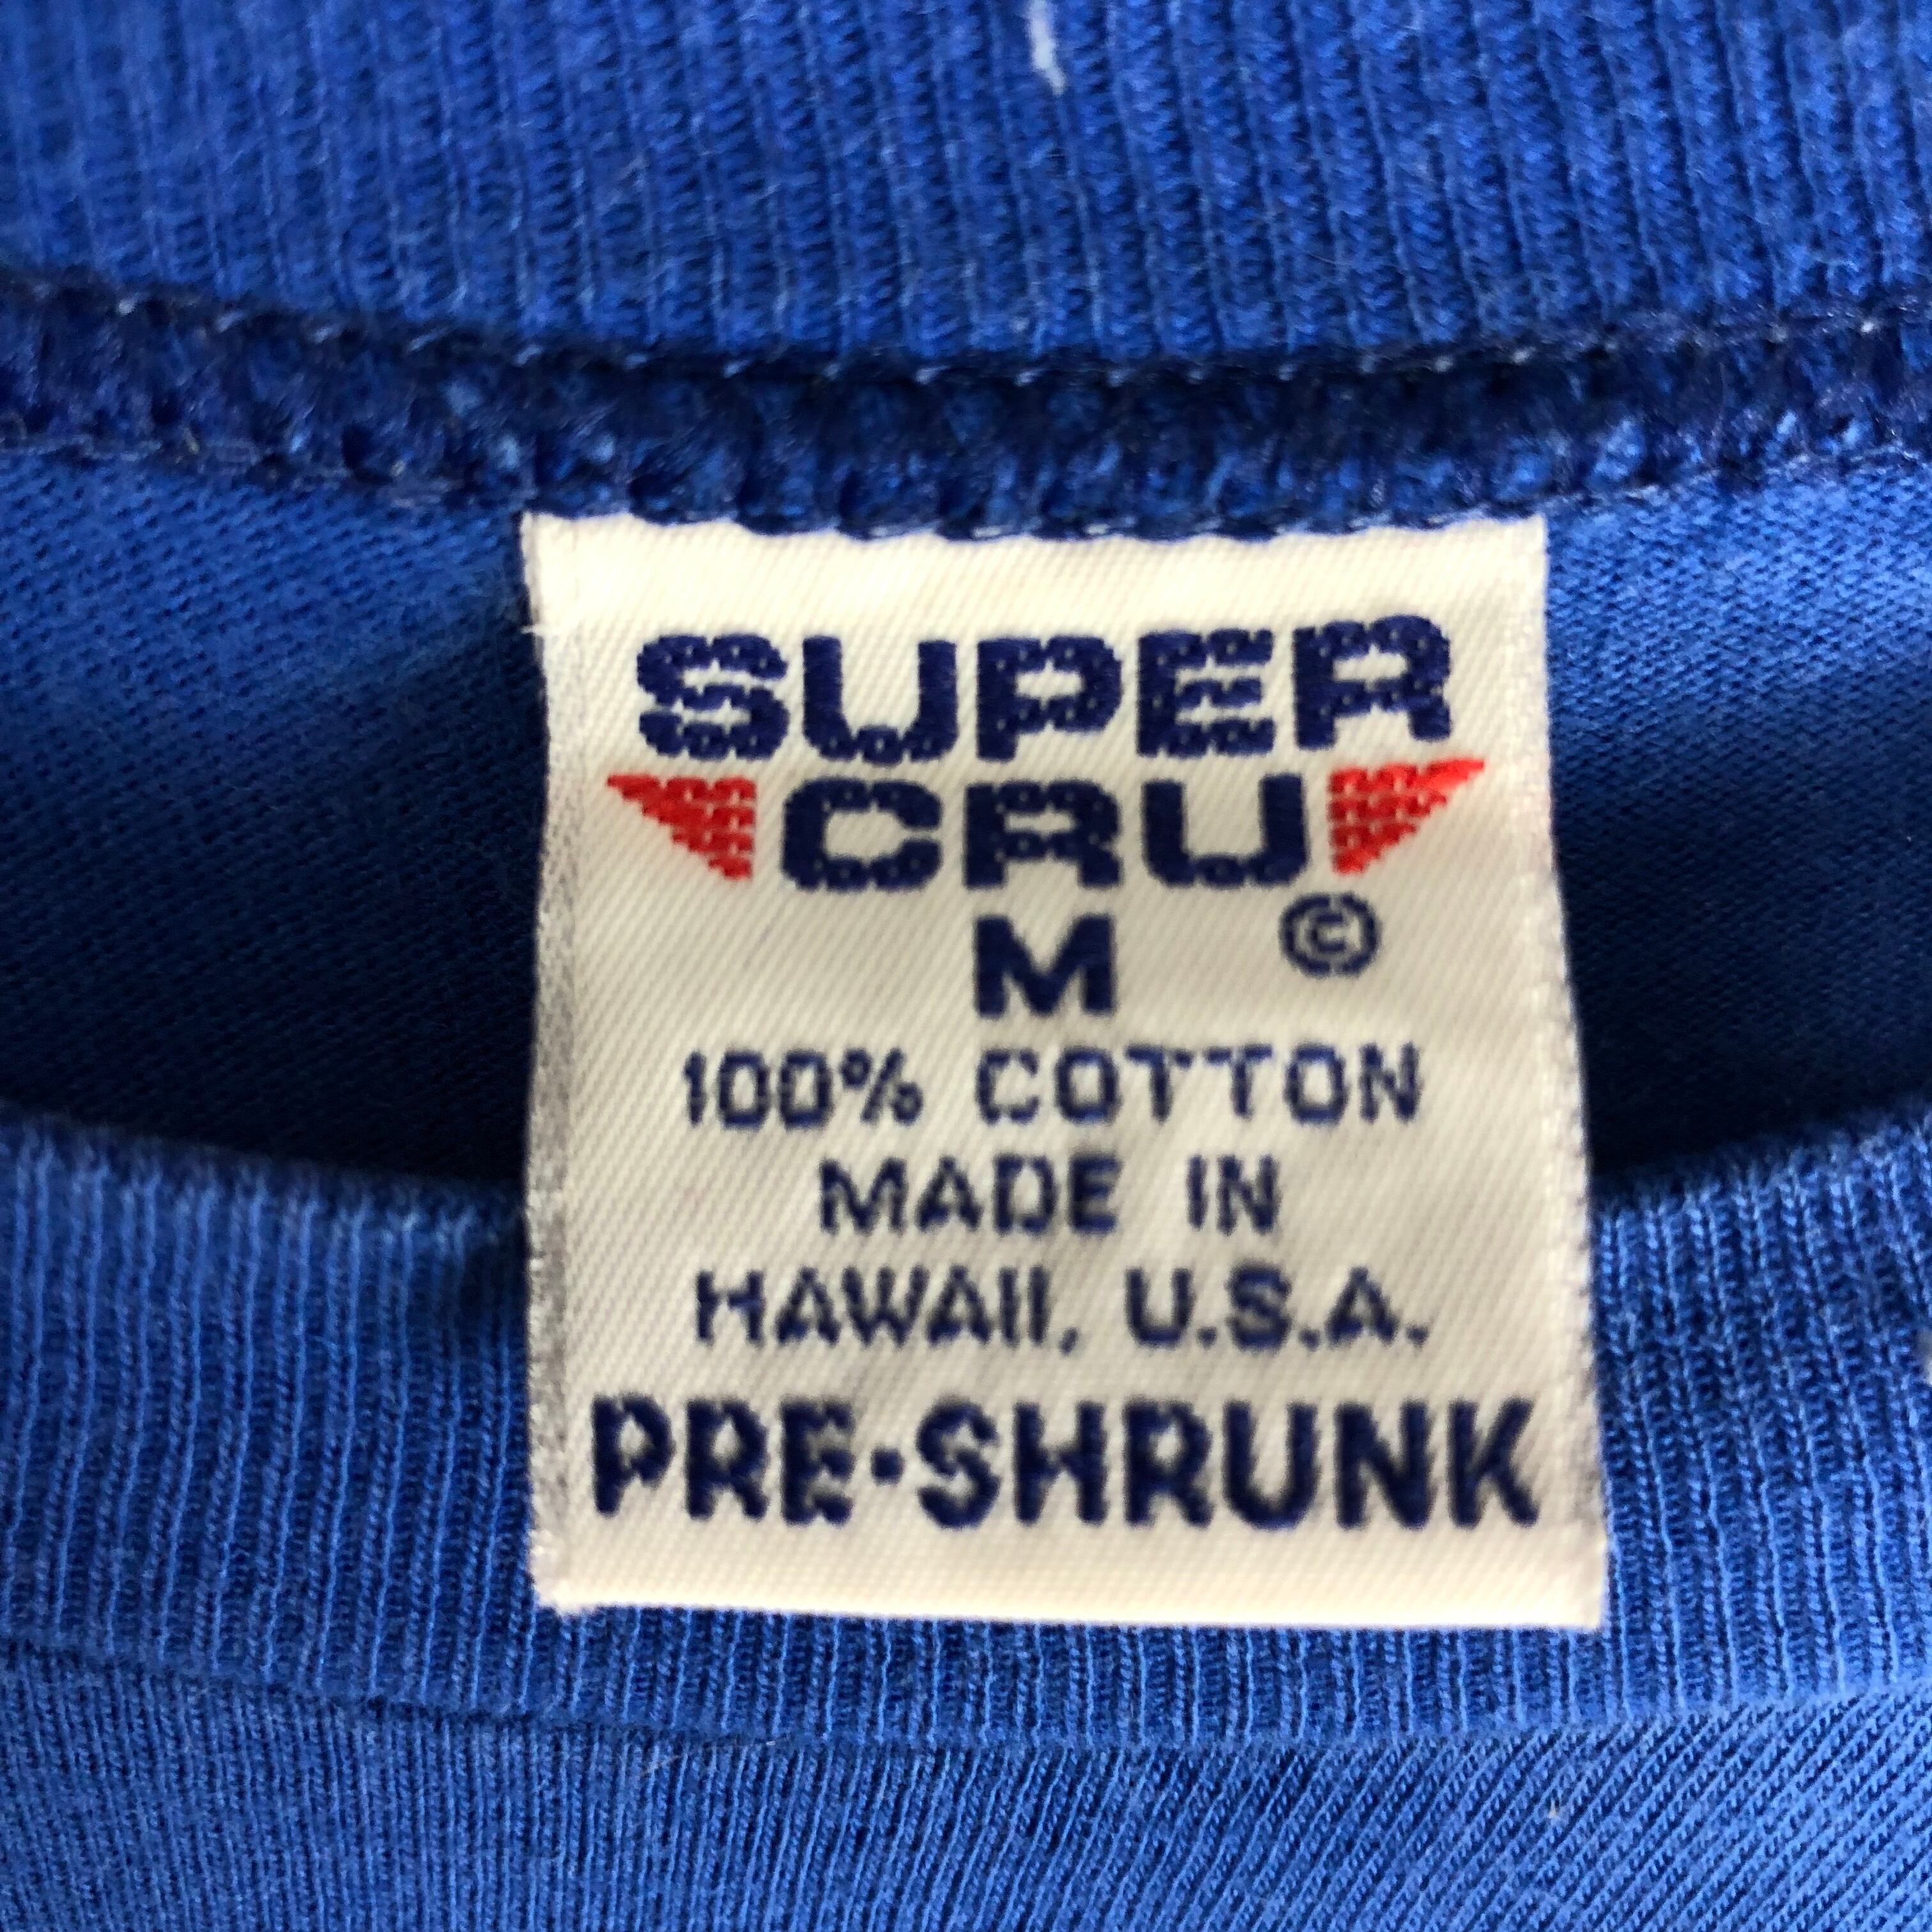 SUPER
CRU
M ©
100% COTTON
MADE IN
HAWAII, U.S.A.
PRE-SHRUNK